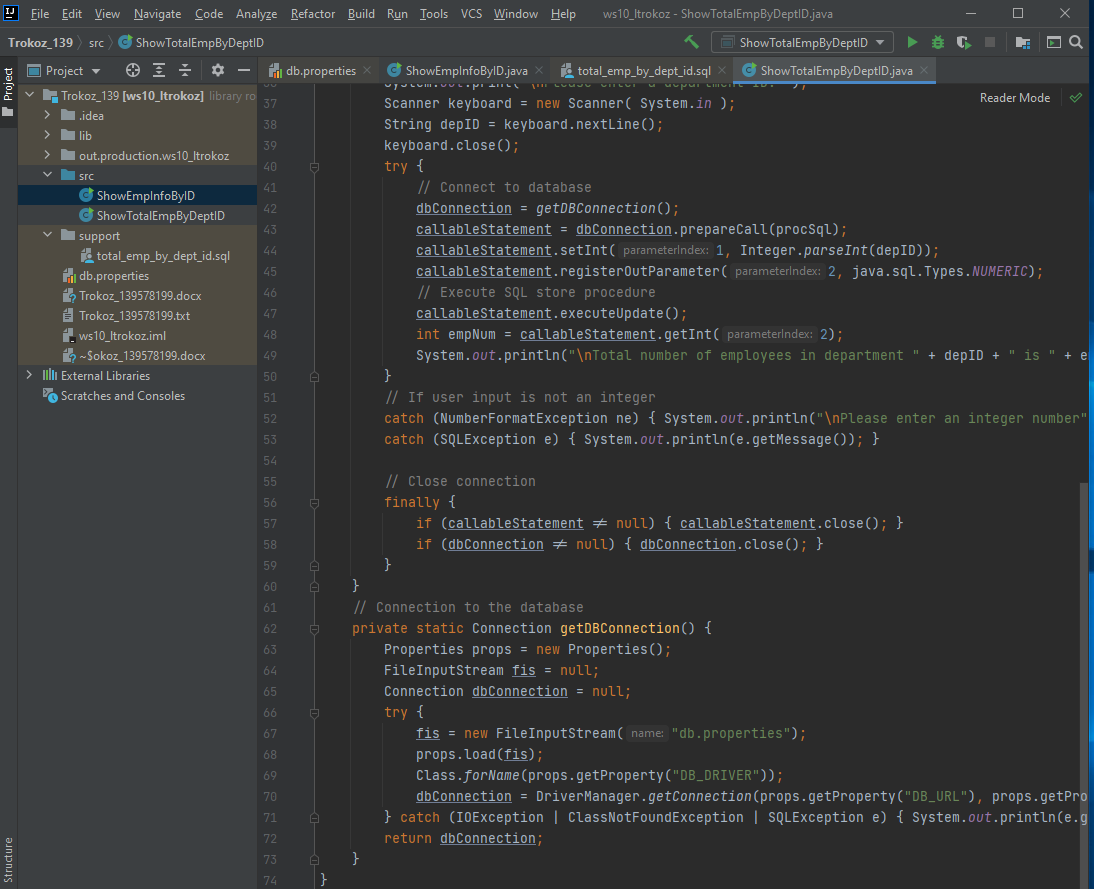 File Edit View Navigate Code Analyze Refactor Build Run Tools VCS Window Help ws10_ltrokoz - ShowTotalEmpByDeptID.java
Trokoz_139 src ShowTotalEmpByDeptID ShowTotalEmpByDeptID
Project db.properties ShowEmpInfoByID.java total_emp_by_dept_id.sql ShowTotalEmpByDeptID.java
Project
Structure
Trokoz_139 [ws10_ltrokoz] library ro
.idea
lib
out.production.ws10_ltrokoz
src
ShowEmpInfoByID
ShowTotalEmpByDeptID
support
total_emp_by_dept_id.sql
db.properties
Trokoz_139578199.docx
Trokoz_139578199.txt
ws10_ltrokoz.iml
~$okoz_139578199.docx
External Libraries
Scratches and Consoles
Reader Mode
36 System.out.print( "\nPlease enter a department ID: " );
37 Scanner keyboard = new Scanner( System.in );
38 String depID = keyboard.nextLine();
39 keyboard.close();
40 try {
41 // Connect to database
42 dbConnection = getDBConnection();
43 callableStatement = dbConnection.prepareCall(procSql);
44 callableStatement.setInt( parameterIndex: 1, Integer.parseInt(depID));
45 callableStatement.registerOutParameter( parameterIndex: 2, java.sql.Types.NUMERIC);
46 // Execute SQL store procedure
47 callableStatement.executeUpdate();
48 int empNum = callableStatement.getInt( parameterIndex: 2);
49 System.out.println("\nTotal number of employees in department " + depID + " is " + e
50 }
51 // If user input is not an integer
52 catch (NumberFormatException ne) { System.out.println("\nPlease enter an integer number"
53 catch (SQLException e) { System.out.println(e.getMessage()); }
54
55 // Close connection
56 finally {
57 if (callableStatement ≠ null) { callableStatement.close(); }
58 if (dbConnection ≠ null) { dbConnection.close(); }
59 }
60 }
61 // Connection to the database
62 private static Connection getDBConnection() {
63 Properties props = new Properties();
64 FileInputStream fis = null;
65 Connection dbConnection = null;
66 try {
67 fis = new FileInputStream( name: "db.properties");
68 props.load(fis);
69 Class.forName(props.getProperty("DB_DRIVER"));
70 dbConnection = DriverManager.getConnection(props.getProperty("DB_URL"), props.getPro
71 } catch (IOException | ClassNotFoundException | SQLException e) { System.out.println(e.g
72 return dbConnection;
73 }
74 }